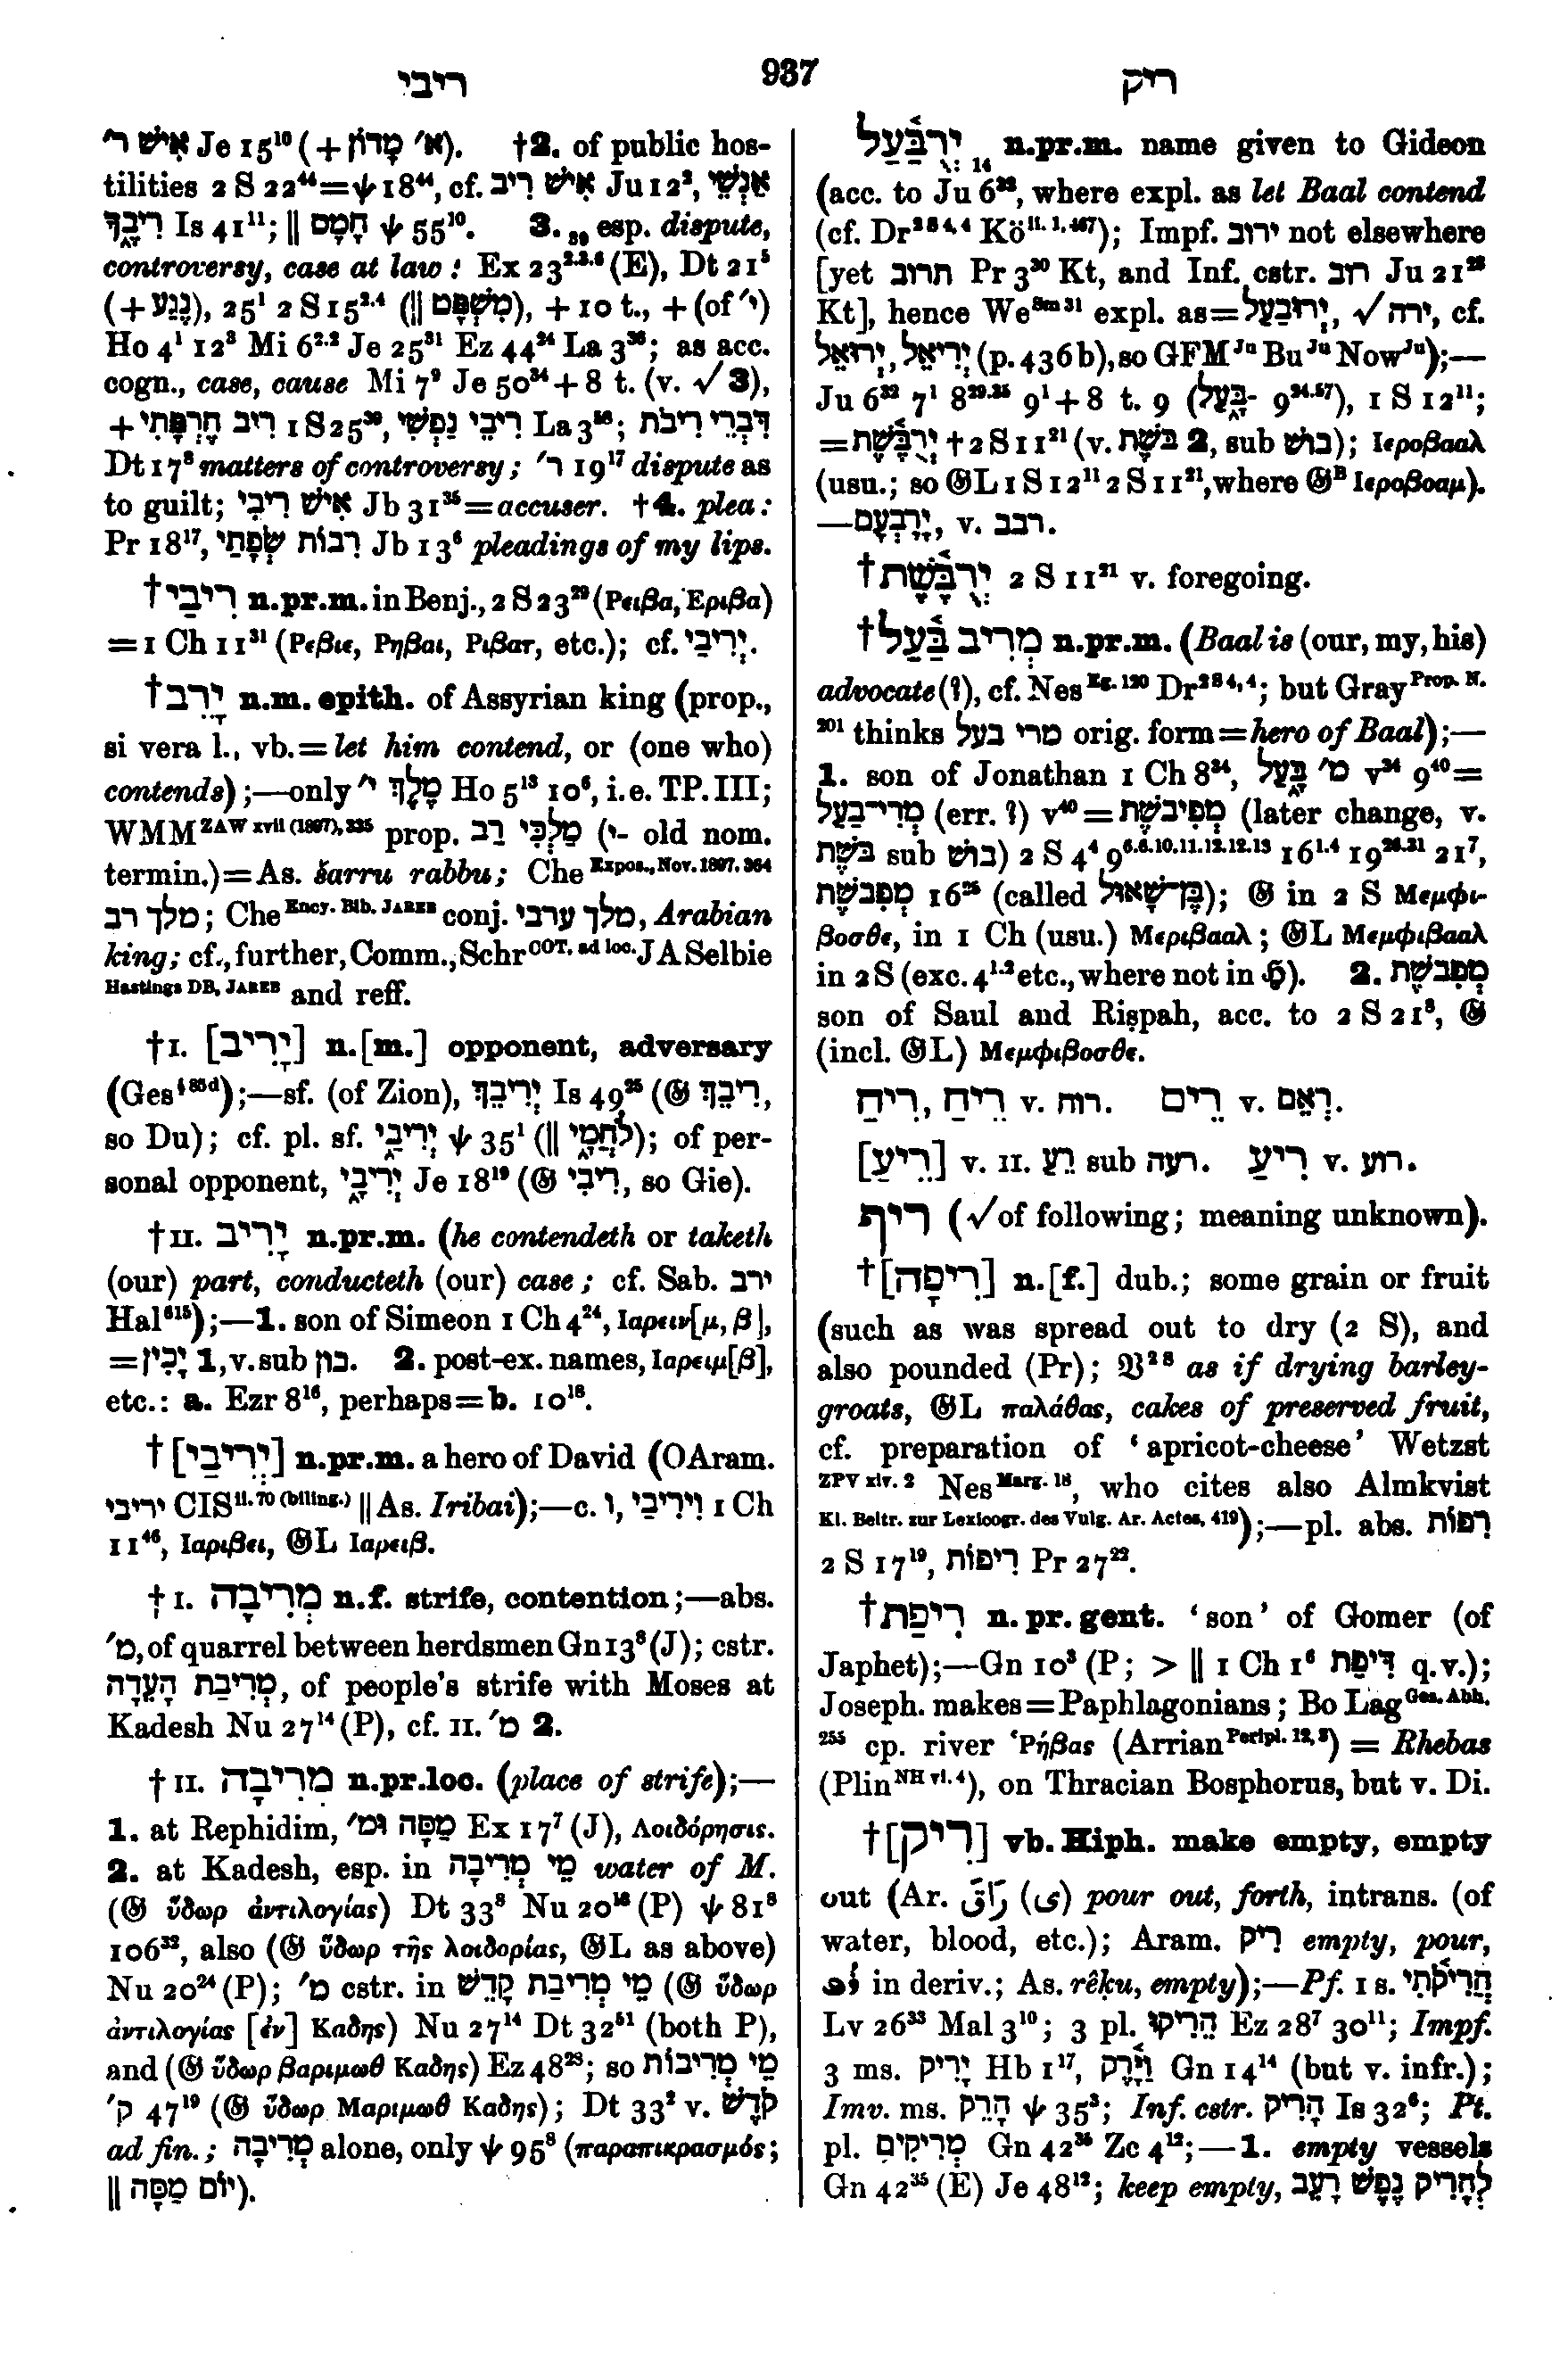 ריבי
937
ריק
אִישׁ ר׳ Je 15¹⁰ (+ א׳ מָדוֹן). †2. of public hos-
tilities 2 S 22⁴⁴=ψ 18⁴⁴, cf. אִישׁ רִיב Ju 12², אַנְשֵׁי
רִיבֶךָ Is 41¹¹; ‖ חָמָס ψ 55¹⁰. 3. esp. dispute,
controversy, case at law: Ex 23²·³·⁶ (E), Dt 21⁵
(+ נֶגַע), 25¹ 2 S 15²·⁴ (‖ מִשְׁפָּט), + 10 t., + (of י׳)
Ho 4¹ 12³ Mi 6²·² Je 25³¹ Ez 44²⁴ La 3³⁶; as acc.
cogn., case, cause Mi 7⁹ Je 50³⁴ + 8 t. (v. √ 3),
+ רִיב חֶרְפָּתִי 1 S 25³⁹, רִיבֵי נַפְשִׁי La 3⁵⁸; דִּבְרֵי רִיבֹת
Dt 17⁸ matters of controversy; ר׳ 19¹⁷ dispute as
to guilt; אִישׁ רִיבִי Jb 31³⁵=accuser. †4. plea:
Pr 18¹⁷, רִבוֹת שְׂפָתַי Jb 13⁶ pleadings of my lips.
†רִיבַי n.pr.m. in Benj., 2 S 23²⁹ (Ρειβα, Εριβα)
= 1 Ch 11³¹ (Ρεβιε, Ρηβαι, Ριβατ, etc.); cf. יְרִיבַי.
†יָרֵב n.m. epith. of Assyrian king (prop.,
si vera l., vb.=let him contend, or (one who)
contends);—only מֶלֶךְ י׳ Ho 5¹³ 10⁶, i.e. TP. III;
WMM ZAW xvii (1897), 335 prop. מַלְכִּי רַב (־ִי old nom.
termin.)=As. šarru rabbu; Che Expos., Nov. 1897. 364
מלך רב; Che Ency. Bib. JAREB conj. מלך ערבי, Arabian
king; cf., further, Comm., Schr COT. ad loc. JASelbie
Hastings DB, JAREB and reff.
†I. [יָרִיב] n.[m.] opponent, adversary
(Ges § 85d);—sf. (of Zion), יְרִיבֵךְ Is 49²⁵ (𝔊 רִיבֵךְ,
so Du); cf. pl. sf. יְרִיבַי ψ 35¹ (‖ לֹחֲמָי); of per-
sonal opponent, יְרִיבָי Je 18¹⁹ (𝔊 רִיבִי, so Gie).
†II. יָרִיב n.pr.m. (he contendeth or taketh
(our) part, conducteth (our) case; cf. Sab. ירב
Hal⁶¹⁵);—1. son of Simeon 1 Ch 4²⁴, Ιαρειν[μ, β],
= יָכִין 1, v. sub כון. 2. post-ex. names, Ιαρειμ[β],
etc.: a. Ezr 8¹⁶, perhaps=b. 10¹⁸.
†[יְרִיבַי] n.pr.m. a hero of David (OAram.
יריבי CIS ii. 70 (biling.) ‖ As. Iribai);—c. ו, וִירִיבַי 1 Ch
11⁴⁶, Ιαριβει, 𝔊L Ιαρειβ.
†I. מְרִיבָה n.f. strife, contention;—abs.
מ׳, of quarrel between herdsmen Gn 13⁸ (J); cstr.
מְרִיבַת הָעֵדָה, of people's strife with Moses at
Kadesh Nu 27¹⁴ (P), cf. II. מ׳ 2.
†II. מְרִיבָה n.pr.loc. (place of strife);—
1. at Rephidim, מַסָּה וּמ׳ Ex 17⁷ (J), Λοιδόρησις.
2. at Kadesh, esp. in מֵי מְרִיבָה water of M.
(𝔊 ὕδωρ ἀντιλογίας) Dt 33⁸ Nu 20¹³ (P) ψ 81⁸
106³², also (𝔊 ὕδωρ τῆς λοιδορίας, 𝔊L as above)
Nu 20²⁴ (P); מ׳ cstr. in מֵי מְרִיבַת קָדֵשׁ (𝔊 ὕδωρ
ἀντιλογίας [ἐν] Καδης) Nu 27¹⁴ Dt 32⁵¹ (both P),
and (𝔊 ὕδωρ βαριμωθ Καδης) Ez 48²⁸; so מֵי מְרִיבוֹת
ק׳ 47¹⁹ (𝔊 ὕδωρ Μαριμωθ Καδης); Dt 33² v. קֹדֶשׁ
ad fin.; מְרִיבָה alone, only ψ 95⁸ (παραπικρασμός;
‖ יוֹם מַסָּה).
יְרֻבַּעַל ¹⁴ n.pr.m. name given to Gideon
(acc. to Ju 6³², where expl. as let Baal contend
(cf. Dr 2 S 4, 4 Kö ii. 1, 467); Impf. ירוב not elsewhere
[yet תרוב Pr 3³⁰ Kt, and Inf. cstr. רוב Ju 21²²
Kt], hence We Sm 31 expl. as=יְרוּבַעַל, √ ירה, cf.
יְרוּאֵל, יְרִיאֵל (p. 436 b), so GFM Ju Bu Ju Now Ju);—
Ju 6³² 7¹ 8²⁹·³⁵ 9¹ + 8 t. 9 (־בָּעַל 9²⁴·⁵⁷), 1 S 12¹¹;
=יְרֻבֶּשֶׁת †2 S 11²¹ (v. בֹּשֶׁת 2, sub בּוֹשׁ); Ιεροβααλ
(usu.; so 𝔊L 1 S 12¹¹ 2 S 11²¹, where 𝔊ᴮ Ιεροβοαμ).
—יָרָבְעָם, v. רבב.
†יְרֻבֶּשֶׁת 2 S 11²¹ v. foregoing.
†מְרִיב בַּעַל n.pr.m. (Baal is (our, my, his)
advocate (?), cf. Nes Eg. 120 Dr 2 S 4, 4; but Gray Prop. N.
201 thinks מרי בעל orig. form=hero of Baal);—
1. son of Jonathan 1 Ch 8³⁴, מ׳ בָּעַל v³⁴ 9⁴⁰=
מְרִי־בַעַל (err. ?) v⁴⁰=מְפִיבֹשֶׁת (later change, v.
בֹּשֶׁת sub בּוֹשׁ) 2 S 4⁴ 9⁶·⁶·¹⁰·¹¹·¹²·¹²·¹³ 16¹·⁴ 19²⁵·³¹ 21⁷,
מְפִבֹשֶׁת 16²⁵ (called בֶּן־שָׁאוּל); 𝔊 in 2 S Μεμφι-
βοσθε, in 1 Ch (usu.) Μεριβααλ; 𝔊L Μεμφιβααλ
in 2 S (exc. 4¹·² etc., where not in ℌ). 2. מְפִבֹשֶׁת
son of Saul and Riṣpah, acc. to 2 S 21⁸, 𝔊
(incl. 𝔊L) Μεμφιβοσθε.
רִיחַ, רֵיחַ v. רוח. רֵים v. רְאֵם.
[רֵיעַ] v. II. רֵעַ sub רעה. רִיעַ v. רוע.
ריף (√ of following; meaning unknown).
†[רִיפָה] n.[f.] dub.; some grain or fruit
(such as was spread out to dry (2 S), and
also pounded (Pr); 𝔙 2 S as if drying barley-
groats, 𝔊L παλάθας, cakes of preserved fruit,
cf. preparation of 'apricot-cheese' Wetzst
ZPV xiv. 2 Nes Marg. 18, who cites also Almkvist
Kl. Beitr. zur Lexicogr. des Vulg. Ar. Actes, 419);—pl. abs. רִפוֹת
2 S 17¹⁹, רִיפוֹת Pr 27²².
†רִיפַת n.pr.gent. 'son' of Gomer (of
Japhet);—Gn 10³ (P; > ‖ 1 Ch 1⁶ דִּיפַת q.v.);
Joseph. makes=Paphlagonians; Bo Lag Ges. Abh.
255 cp. river Ῥήβας (Arrian Peripl. 12, 2) = Rhebas
(Plin NH vi. 4), on Thracian Bosphorus, but v. Di.
†[רִיק] vb. Hiph. make empty, empty
out (Ar. رَاقَ (ى) pour out, forth, intrans. (of
water, blood, etc.); Aram. רִיק empty, pour,
in deriv.; As. rêḳu, empty);—Pf. 1 s. הֲרִיקֹתִי
Lv 26³³ Mal 3¹⁰; 3 pl. הֵרִיקוּ Ez 28⁷ 30¹¹; Impf.
3 ms. יָרִיק Hb 1¹⁷, וַיָּרֶק Gn 14¹⁴ (but v. infr.);
Imv. ms. הָרֵק ψ 35³; Inf. cstr. הָרִיק Is 32⁶; Pt.
pl. מְרִיקִים Gn 42³⁵ Zc 4¹²;—1. empty vessels
Gn 42³⁵ (E) Je 48¹²; keep empty, לְהָרִיק נֶפֶשׁ רָעֵב